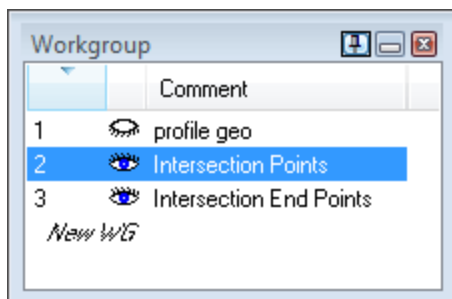 Workgroup
Comment
1 profile geo
2 Intersection Points
3 Intersection End Points
New WG